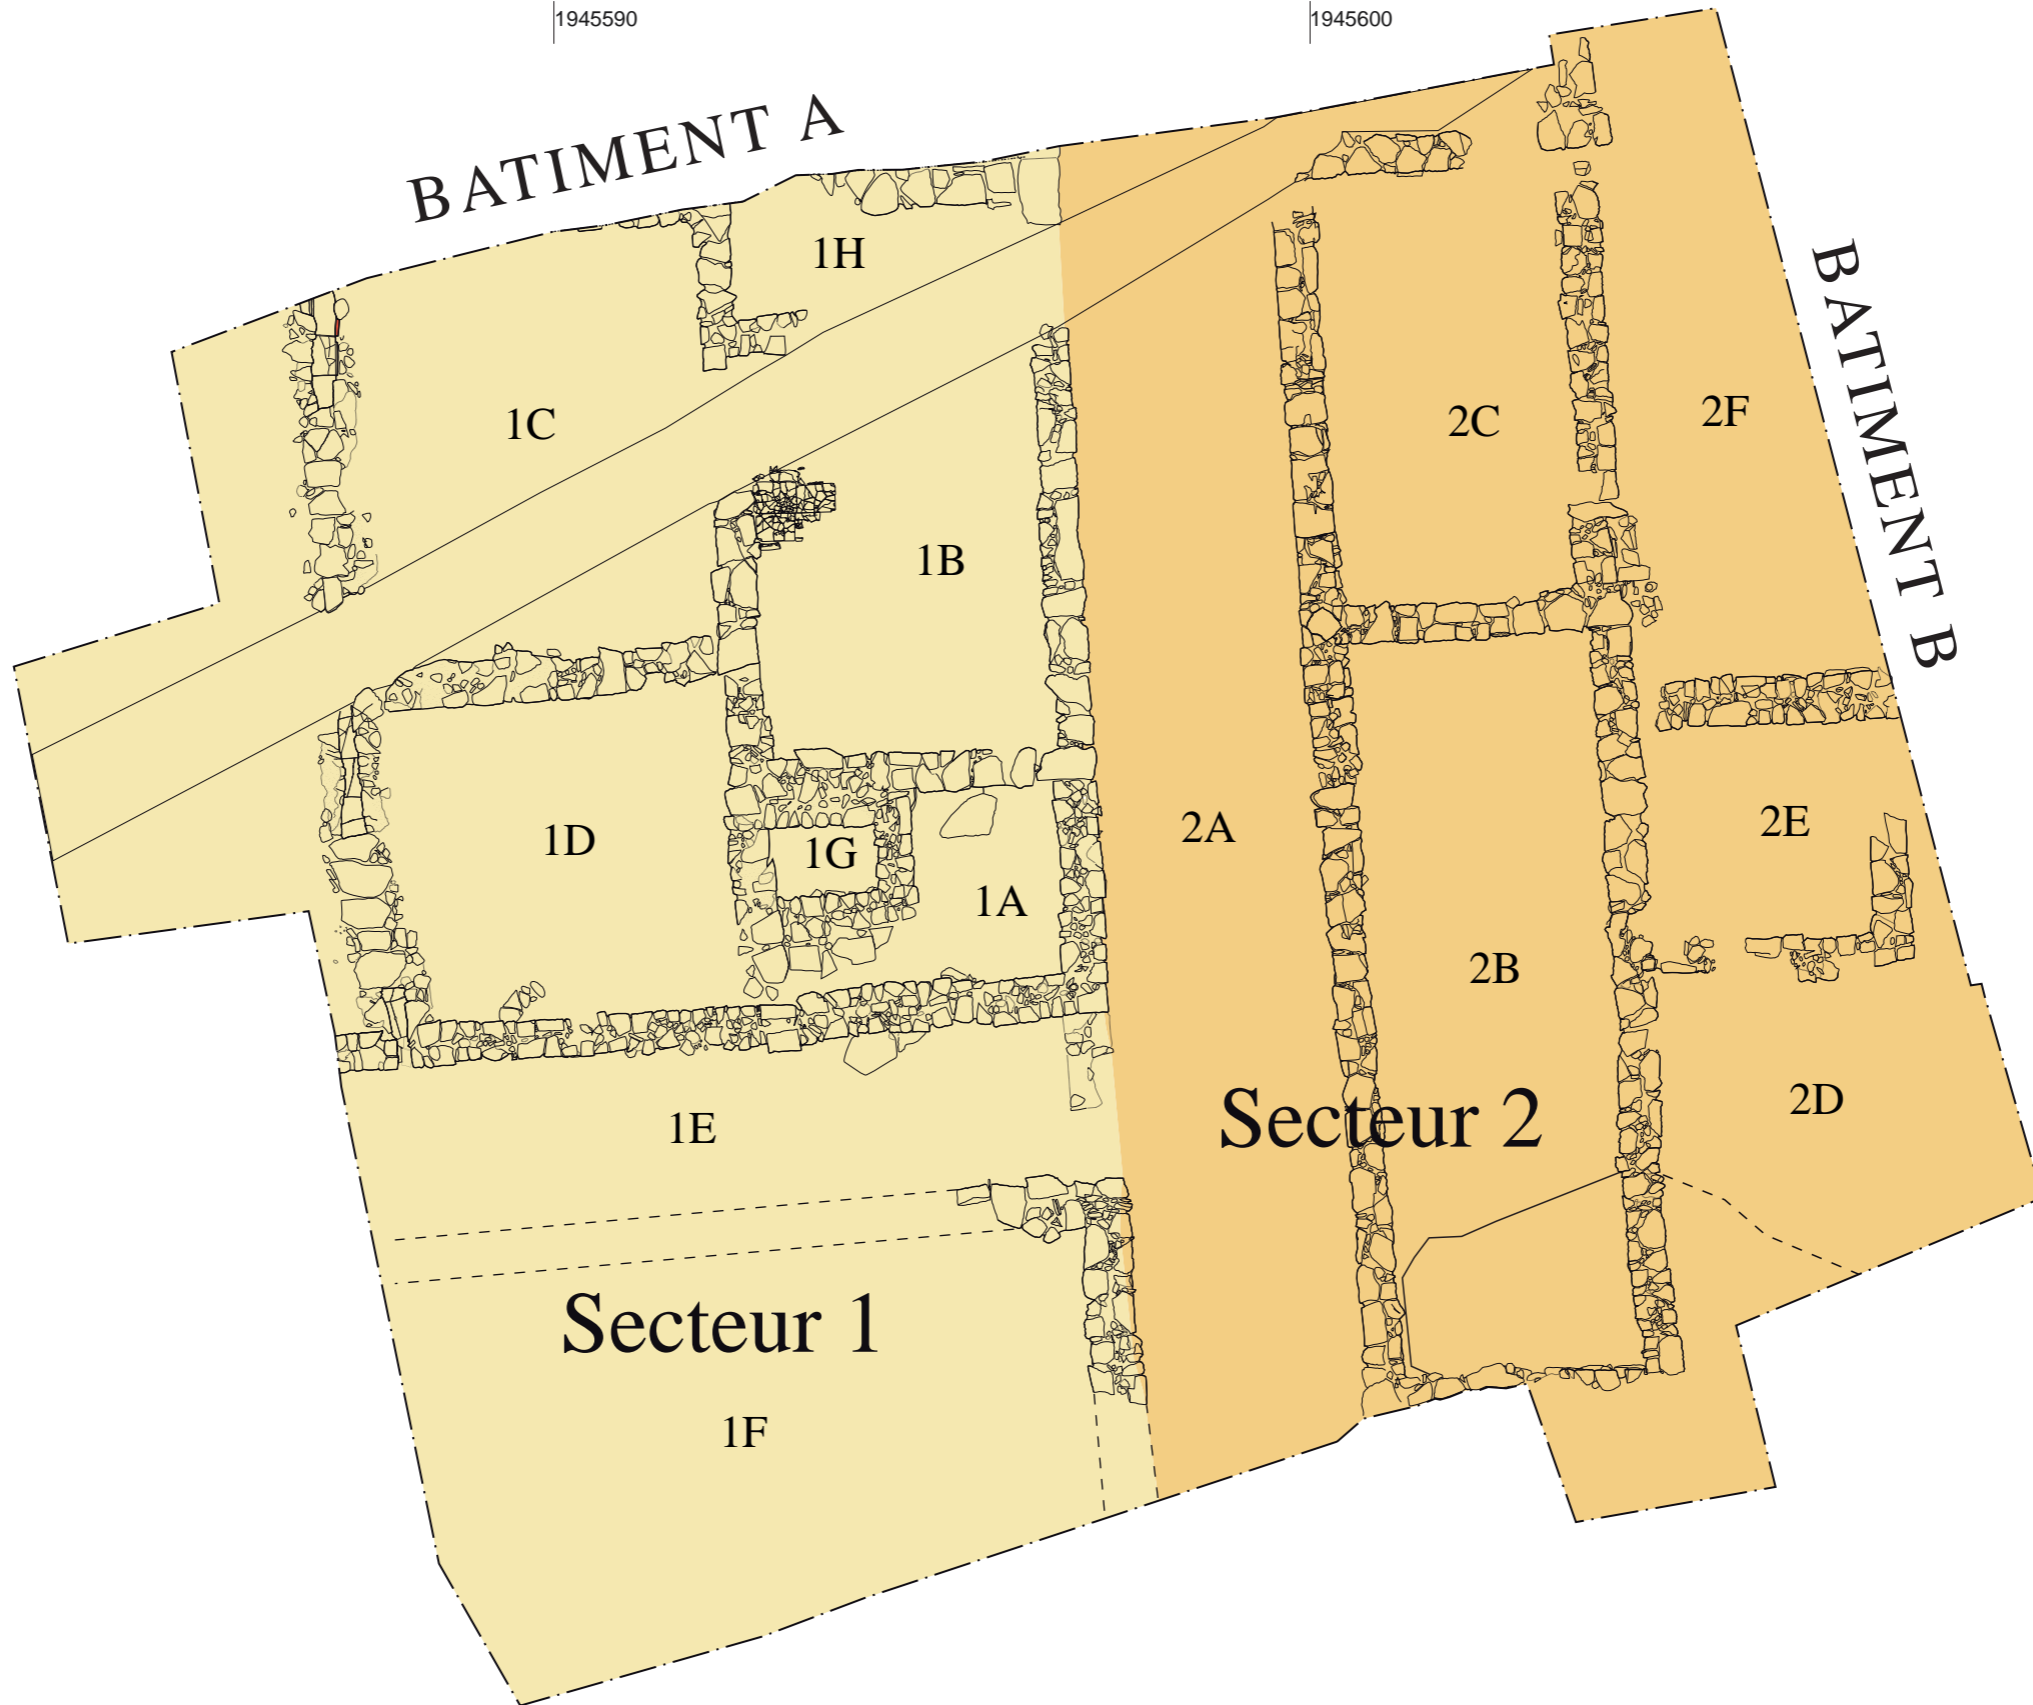 1945590
1945600
BATIMENT A
1H
1C
2C
2F
BATIMENT B
1B
1D
1G
2A
2E
1A
2B
1E
Secteur 2
2D
Secteur 1
1F